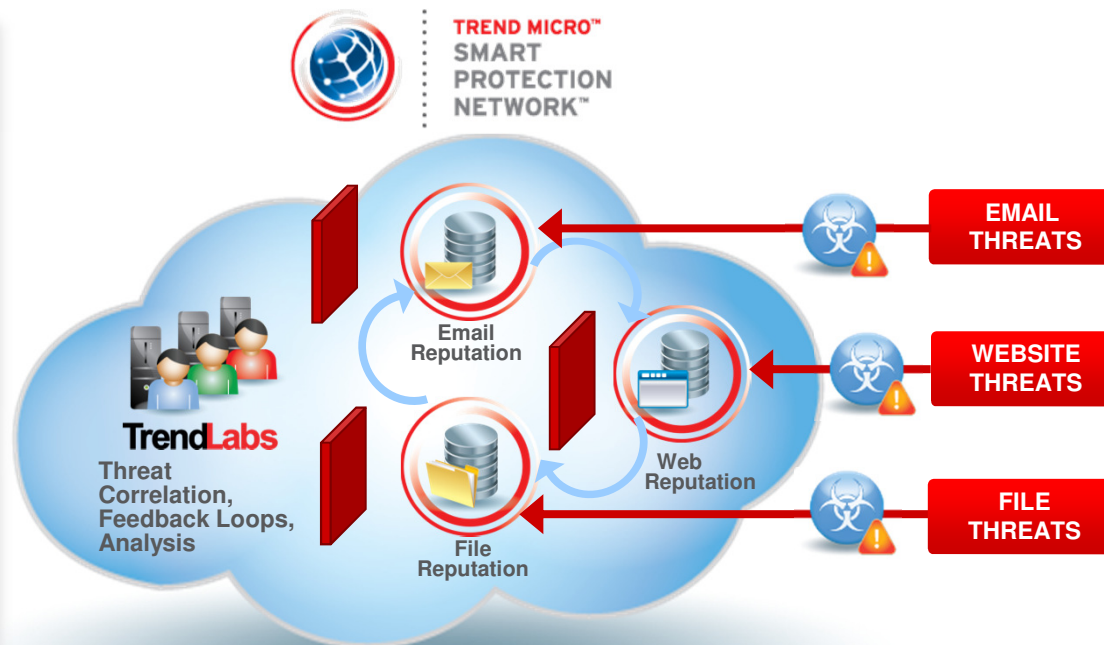 TREND MICRO™
SMART
PROTECTION
NETWORK™
EMAIL
THREATS
Email
Reputation
WEBSITE
THREATS
TrendLabs
Threat
Correlation,
Feedback Loops,
Analysis
Web
Reputation
File
Reputation
FILE
THREATS